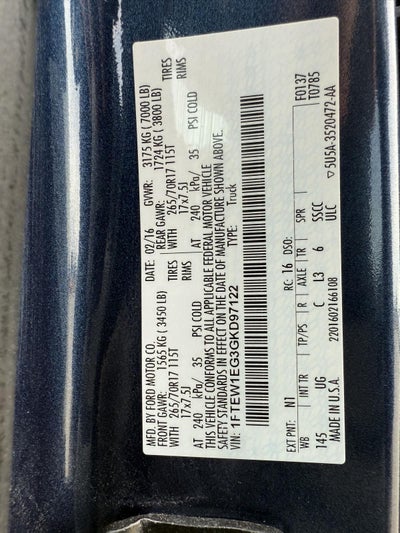 MFD. BY FORD MOTOR CO.
DATE: 02/16 GVWR: 3175 KG ( 7000 LB)
FRONT GAWR: 1565 KG ( 3450 LB) REAR GAWR: 1724 KG ( 3800 LB)
265/70R17 115T TIRES 265/70R17 115T TIRES
17x7.5J RIMS 17x7.5J RIMS
AT 240 kPa/ 35 PSI COLD AT 240 kPa/ 35 PSI COLD
THIS VEHICLE CONFORMS TO ALL APPLICABLE FEDERAL MOTOR VEHICLE
SAFETY STANDARDS IN EFFECT ON THE DATE OF MANUFACTURE SHOWN ABOVE.
VIN: 1FTEW1EG3GKD97122
TYPE: Truck
F0137
T0785
EXT PNT: N1 RC: 16 DSO:
WB INT TR TP/PS R AXLE TR SPR
145 UG C L3 6 SSCC
ULC
MADE IN U.S.A. 2201602166108
▽5U5A-3520472-AA